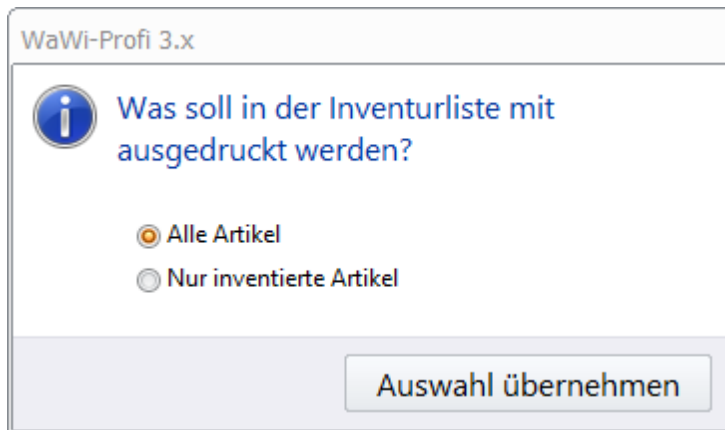 WaWi-Profi 3.x
Was soll in der Inventurliste mit
ausgedruckt werden?
Alle Artikel
Nur inventierte Artikel
Auswahl übernehmen